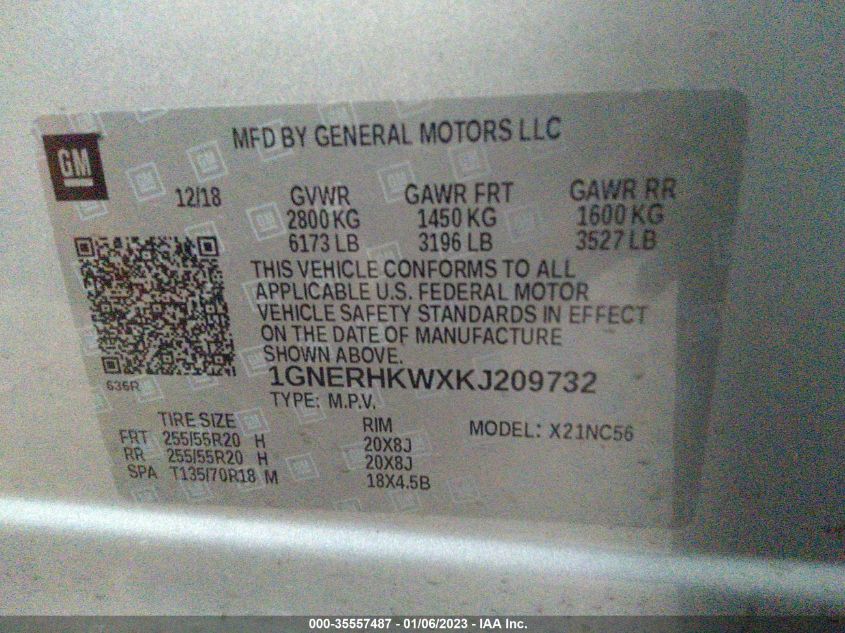 MFD BY GENERAL MOTORS LLC
GM
12/18 GVWR GAWR FRT GAWR RR
2800 KG 1450 KG 1600 KG
6173 LB 3196 LB 3527 LB
THIS VEHICLE CONFORMS TO ALL
APPLICABLE U.S. FEDERAL MOTOR
VEHICLE SAFETY STANDARDS IN EFFECT
ON THE DATE OF MANUFACTURE
SHOWN ABOVE.
636R
1GNERHKWXKJ209732
TYPE: M.P.V.
TIRE SIZE RIM MODEL: X21NC56
FRT 255/55R20 H 20X8J
RR 255/55R20 H 20X8J
SPA T135/70R18 M 18X4.5B
000-35557487 - 01/06/2023 - IAA Inc.